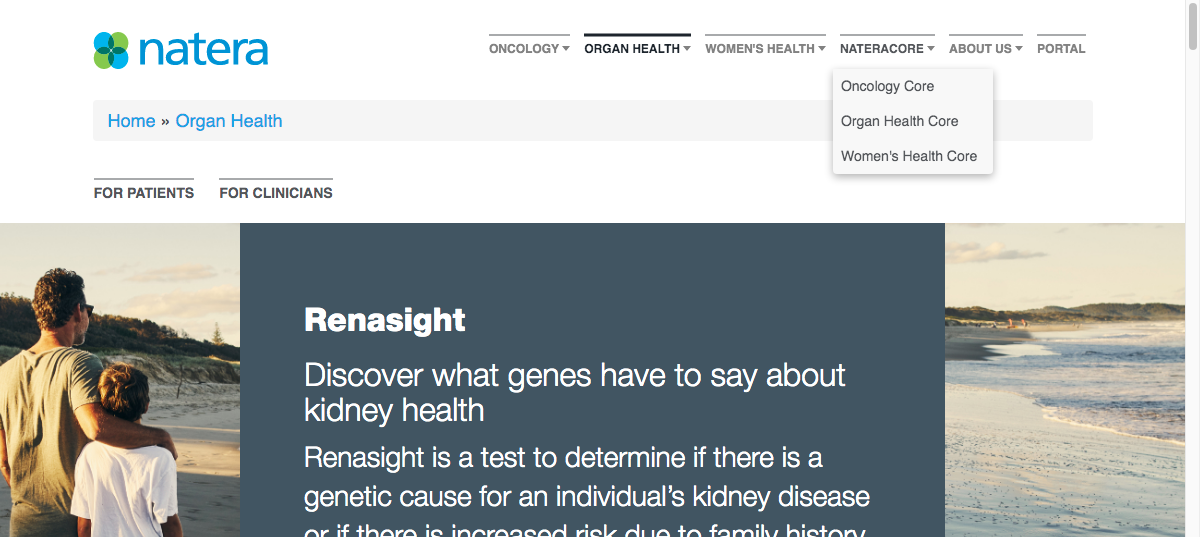 natera
ONCOLOGY
ORGAN HEALTH
WOMEN'S HEALTH
NATERACORE
ABOUT US
PORTAL
Oncology Core
Organ Health Core
Women's Health Core
Home » Organ Health
FOR PATIENTS
FOR CLINICIANS
Renasight
Discover what genes have to say about
kidney health
Renasight is a test to determine if there is a
genetic cause for an individual’s kidney disease
or if there is increased risk due to family history